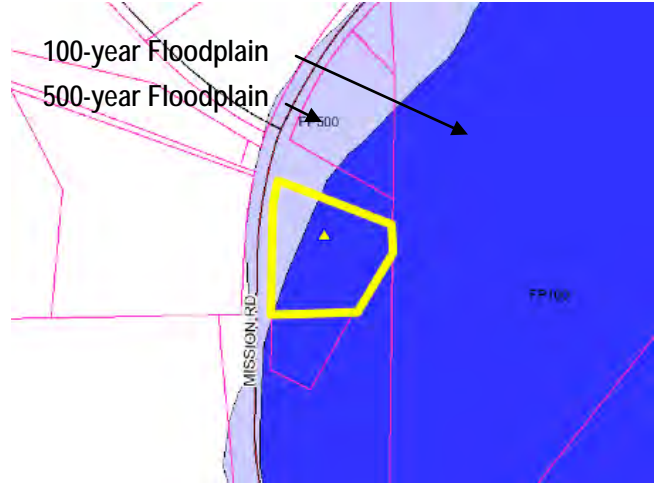 100-year Floodplain
500-year Floodplain
FP500
FP100
MISSION RD